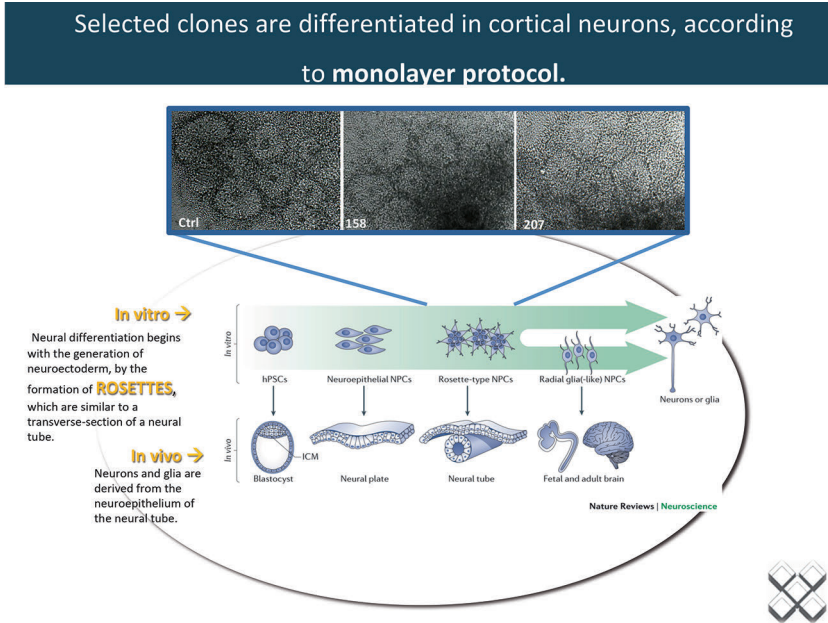 Selected clones are differentiated in cortical neurons, according
to monolayer protocol.
Ctrl
158
207
In vitro →
Neural differentiation begins
with the generation of
neuroectoderm, by the
formation of ROSETTES,
which are similar to a
transverse-section of a neural
tube.
In vivo →
Neurons and glia are
derived from the
neuroepithelium of
the neural tube.
In vitro
hPSCs
Neuroepithelial NPCs
Rosette-type NPCs
Radial glia(-like) NPCs
Neurons or glia
In vivo
ICM
Blastocyst
Neural plate
Neural tube
Fetal and adult brain
Nature Reviews | Neuroscience